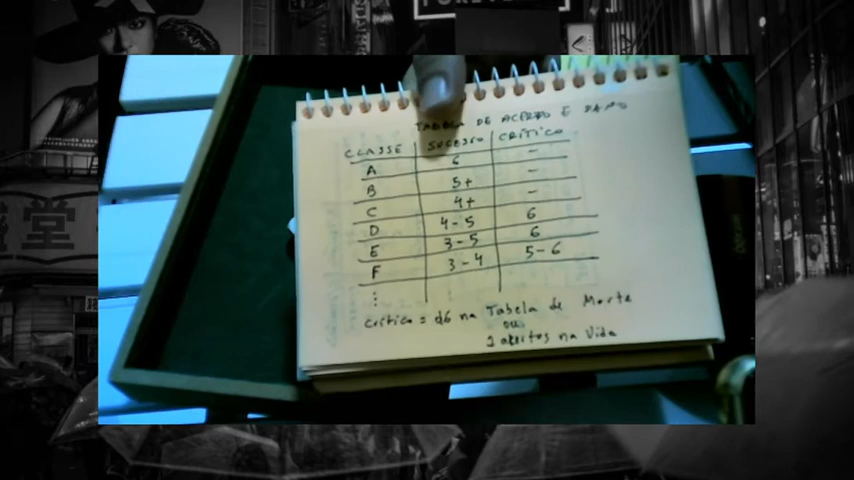 TABELA DE ACERTO E DANO
CLASSE SUCESSO CRÍTICO
A 6 -
B 5+ -
C 4+ -
D 4-5 6
E 3-5 6
F 3-4 5-6
⋮
crítico = d6 na Tabela de Morte
ou
2 acertos na Vida
堂